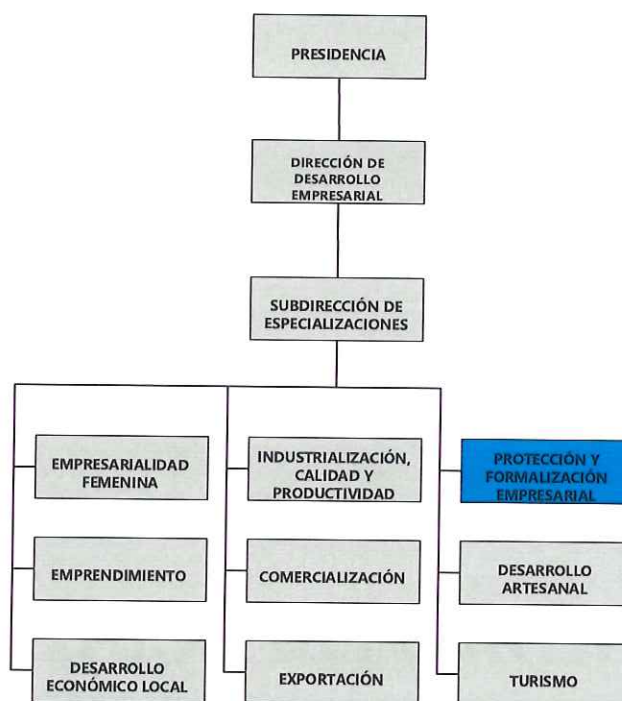 PRESIDENCIA
DIRECCIÓN DE
DESARROLLO
EMPRESARIAL
SUBDIRECCIÓN DE
ESPECIALIZACIONES
EMPRESARIALIDAD
FEMENINA
INDUSTRIALIZACIÓN,
CALIDAD Y
PRODUCTIVIDAD
PROTECCIÓN Y
FORMALIZACIÓN
EMPRESARIAL
EMPRENDIMIENTO
COMERCIALIZACIÓN
DESARROLLO
ARTESANAL
DESARROLLO
ECONÓMICO LOCAL
EXPORTACIÓN
TURISMO